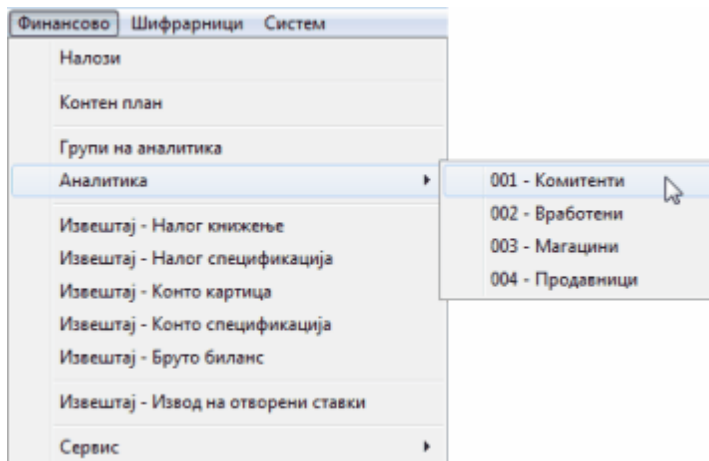 Финансово Шифрарници Систем
Налози
Контен план
Групи на аналитика
Аналитика
001 - Комитенти
002 - Вработени
003 - Магацини
004 - Продавници
Извештај - Налог книжење
Извештај - Налог спецификација
Извештај - Конто картица
Извештај - Конто спецификација
Извештај - Бруто биланс
Извештај - Извод на отворени ставки
Сервис